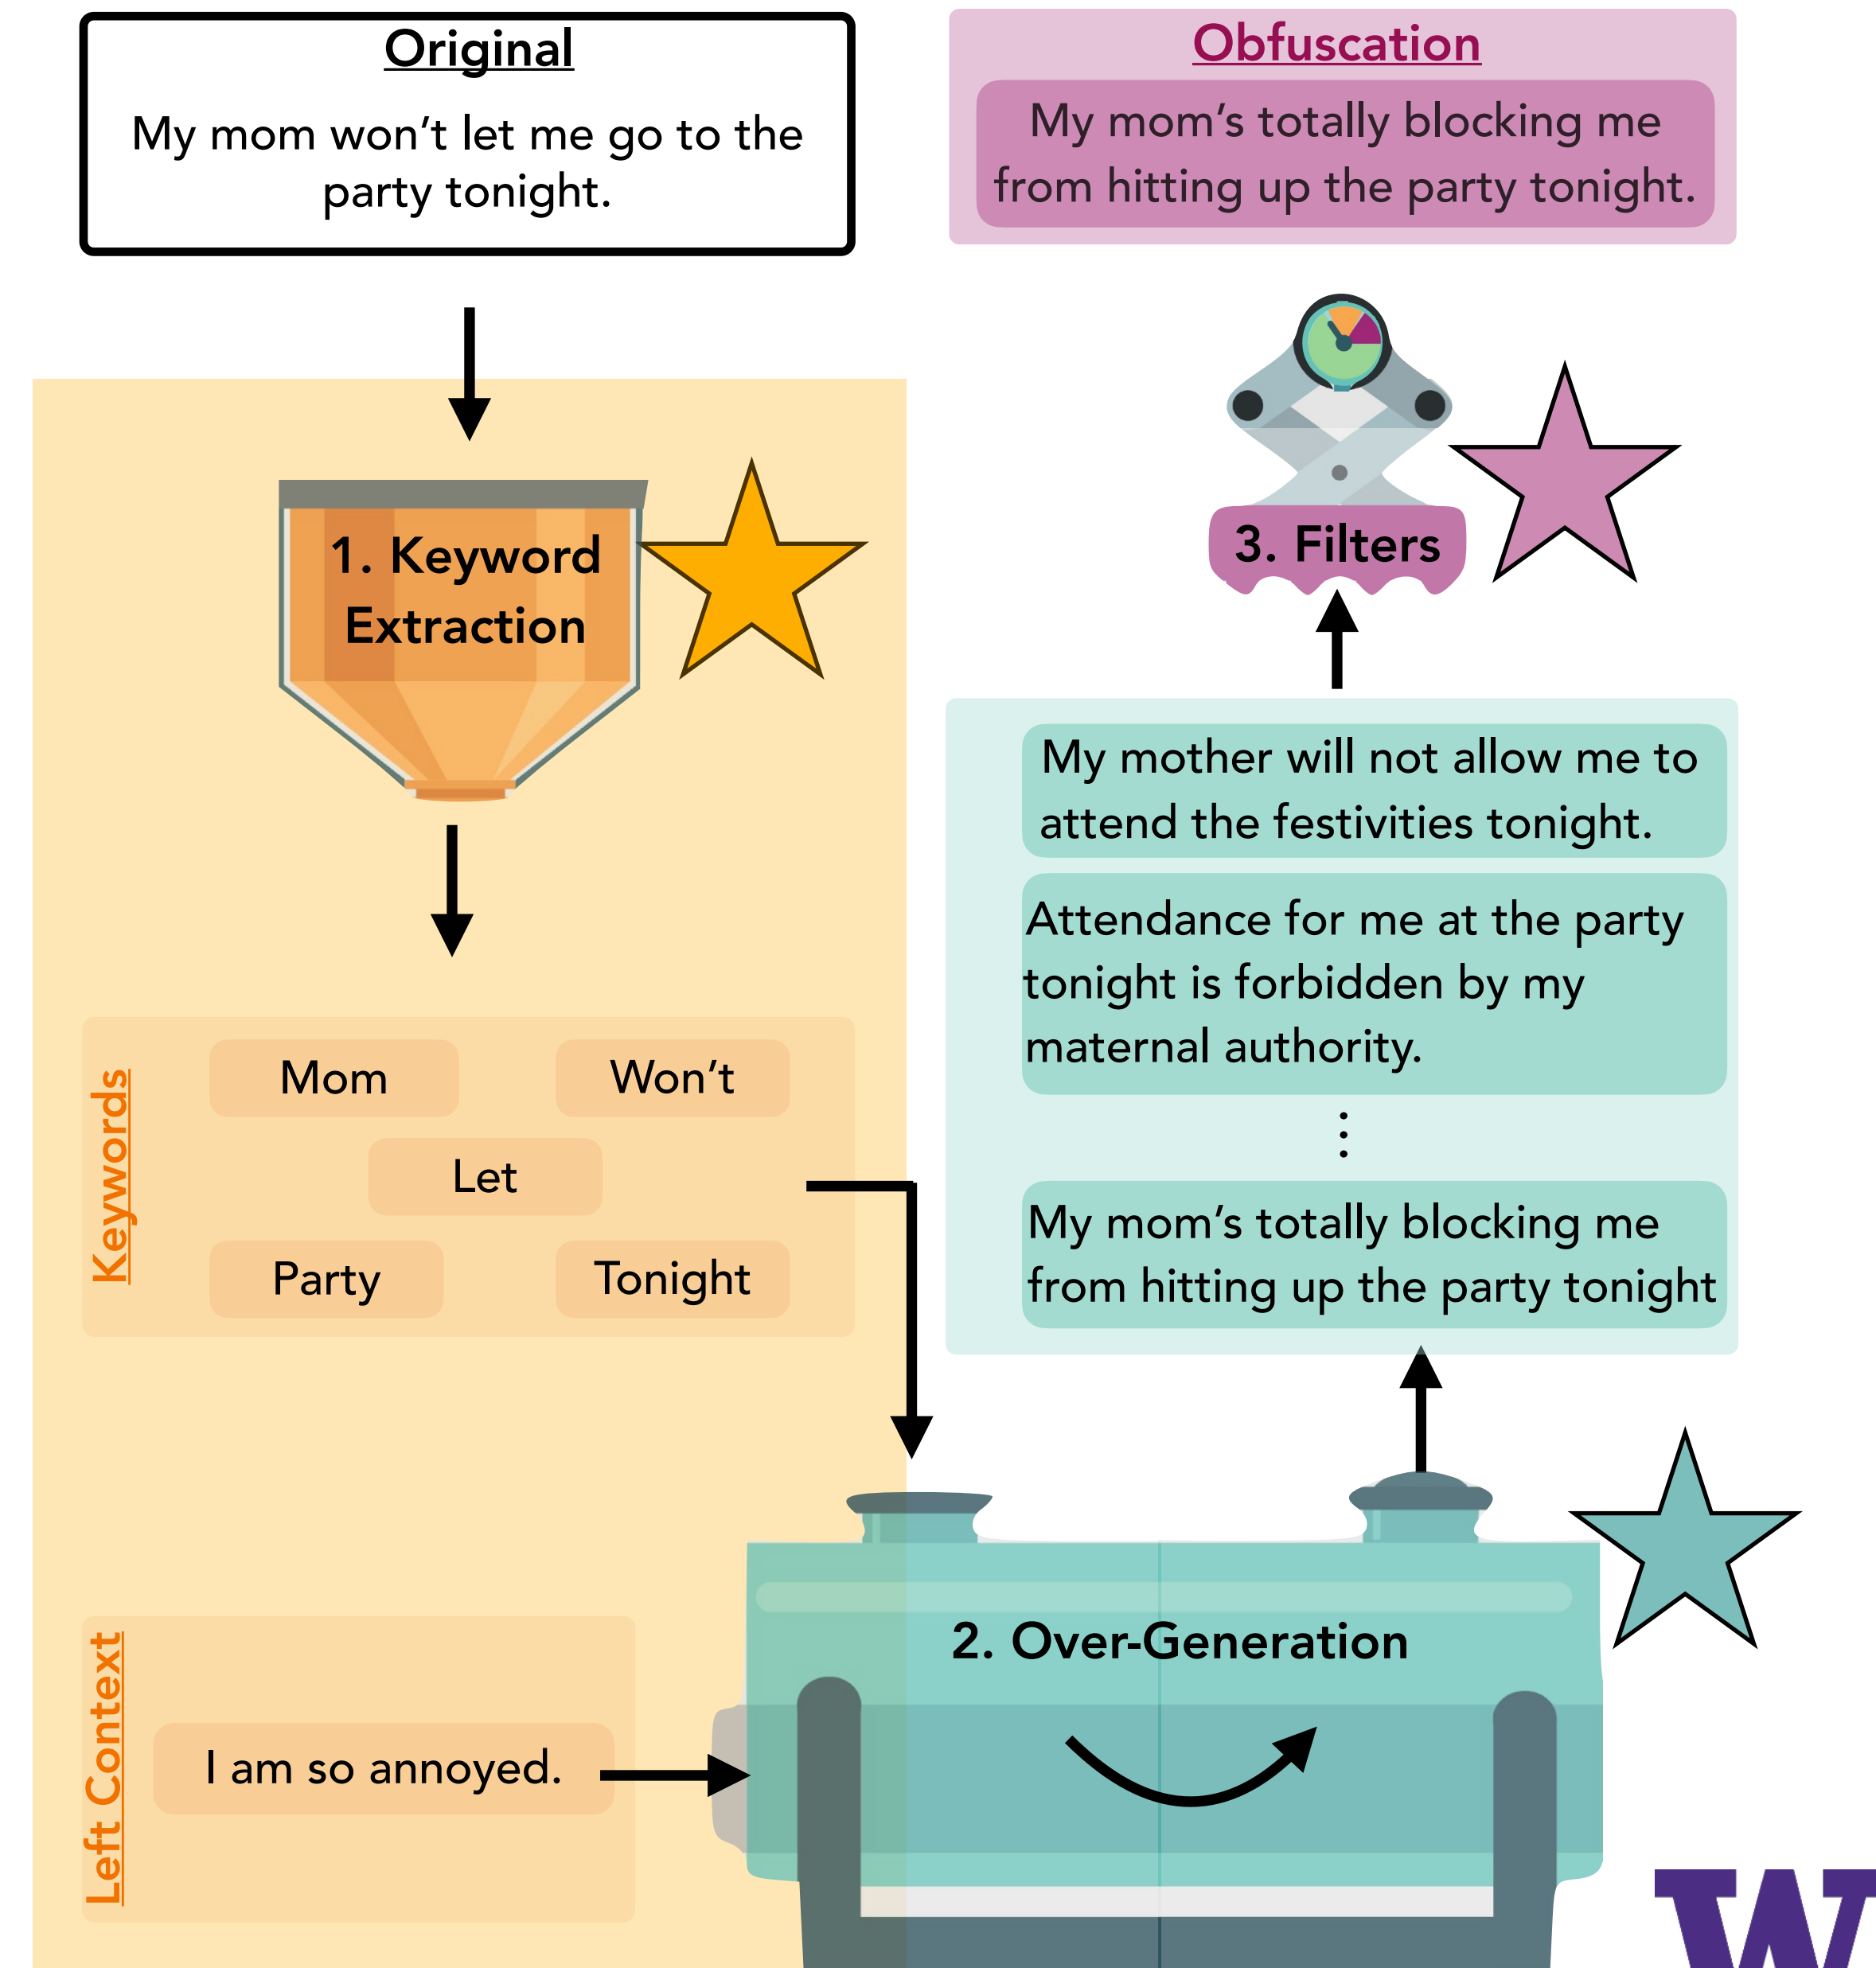 Original
My mom won’t let me go to the
party tonight.
1. Keyword
Extraction
Keywords
Mom
Won’t
Let
Party
Tonight
Left Context
I am so annoyed.
2. Over-Generation
My mother will not allow me to
attend the festivities tonight.
Attendance for me at the party
tonight is forbidden by my
maternal authority.
⋮
My mom’s totally blocking me
from hitting up the party tonight
3. Filters
Obfuscation
My mom’s totally blocking me
from hitting up the party tonight.
W